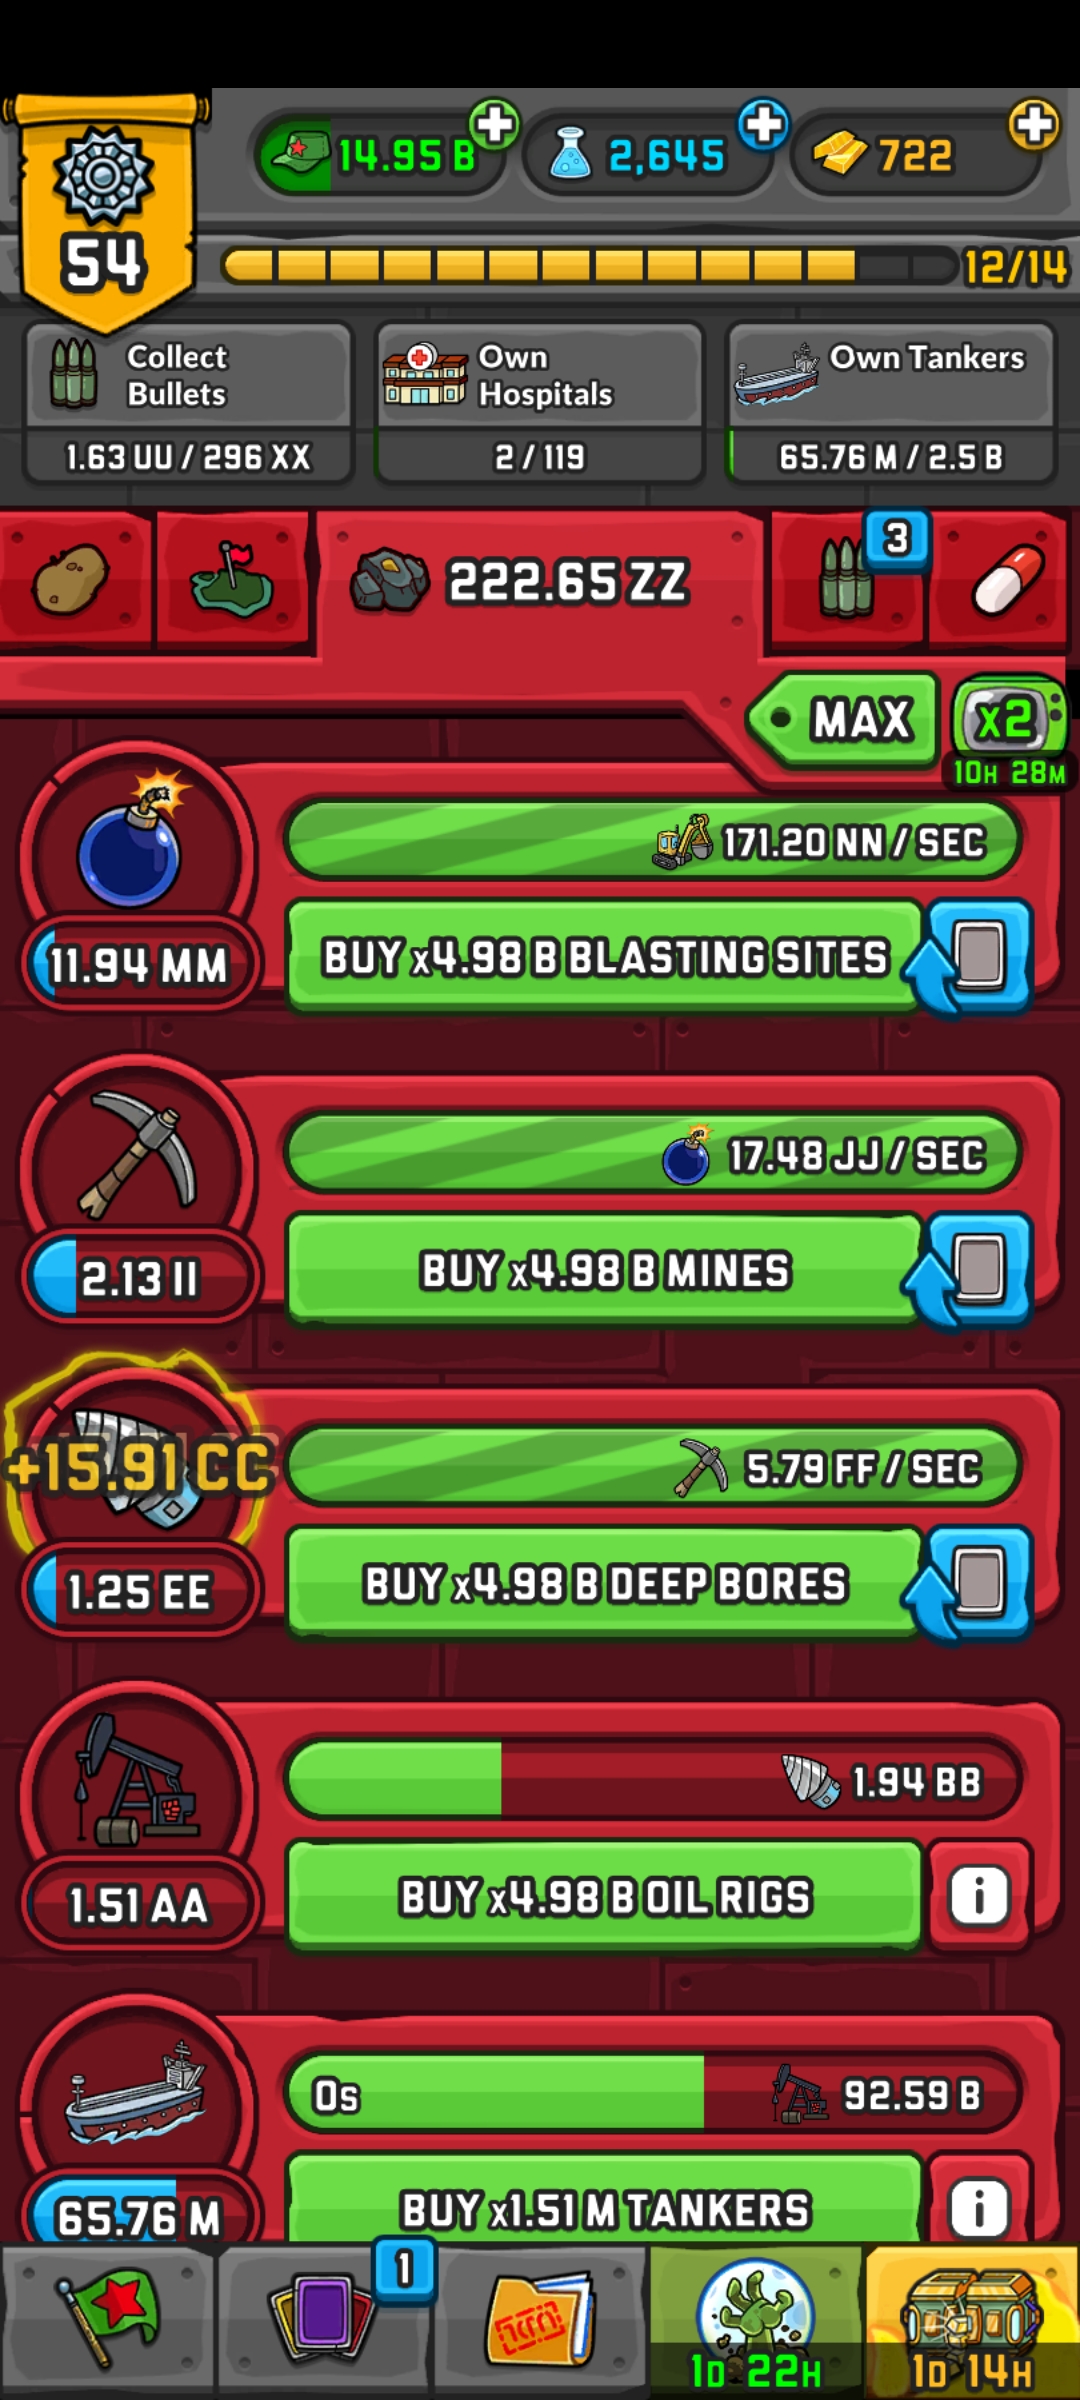 14.95 B
2,645
722
54
12/14
Collect
Bullets
1.63 UU / 296 XX
Own
Hospitals
2 / 119
Own Tankers
65.76 M / 2.5 B
222.65 ZZ
3
MAX
x2
10H 28M
171.20 NN / SEC
11.94 MM
BUY x4.98 B BLASTING SITES
17.48 JJ / SEC
2.13 II
BUY x4.98 B MINES
+15.91 CC
5.79 FF / SEC
1.25 EE
BUY x4.98 B DEEP BORES
1.94 BB
1.51 AA
BUY x4.98 B OIL RIGS
i
0s
92.59 B
65.76 M
BUY x1.51 M TANKERS
i
1
1D 22H
1D 14H